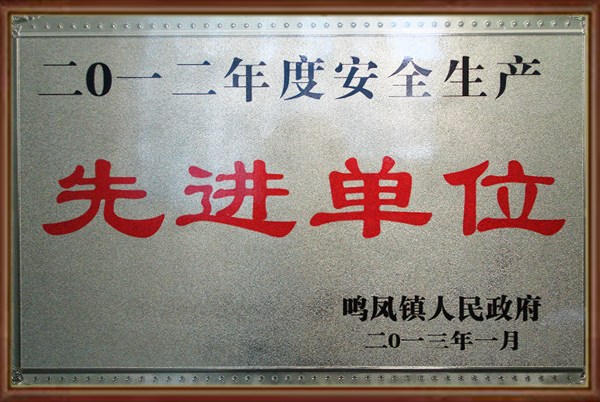 二0一二年度安全生产
先进单位
鸣凤镇人民政府
二0一三年一月